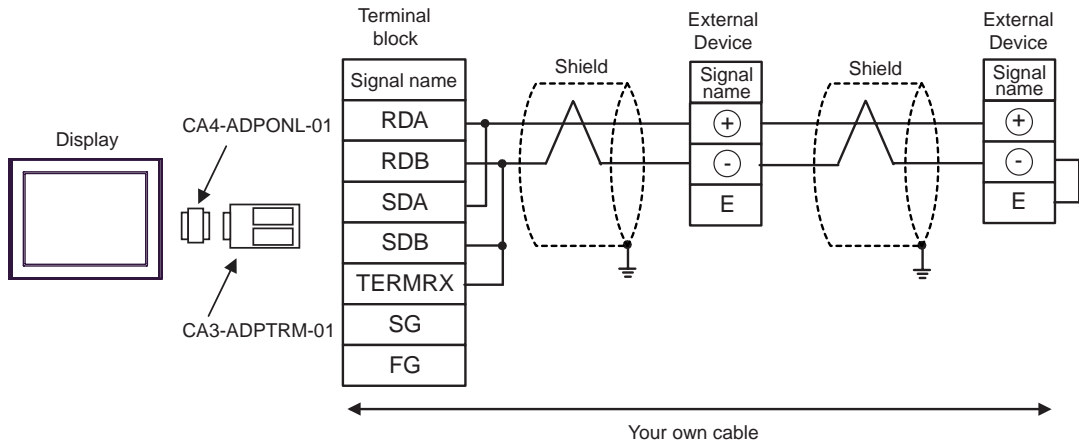 Display
CA4-ADPONL-01
CA3-ADPTRM-01
Terminal
block
Signal name
RDA
RDB
SDA
SDB
TERMRX
SG
FG
Shield
External
Device
Signal
name
+
-
E
Shield
External
Device
Signal
name
+
-
E
Your own cable